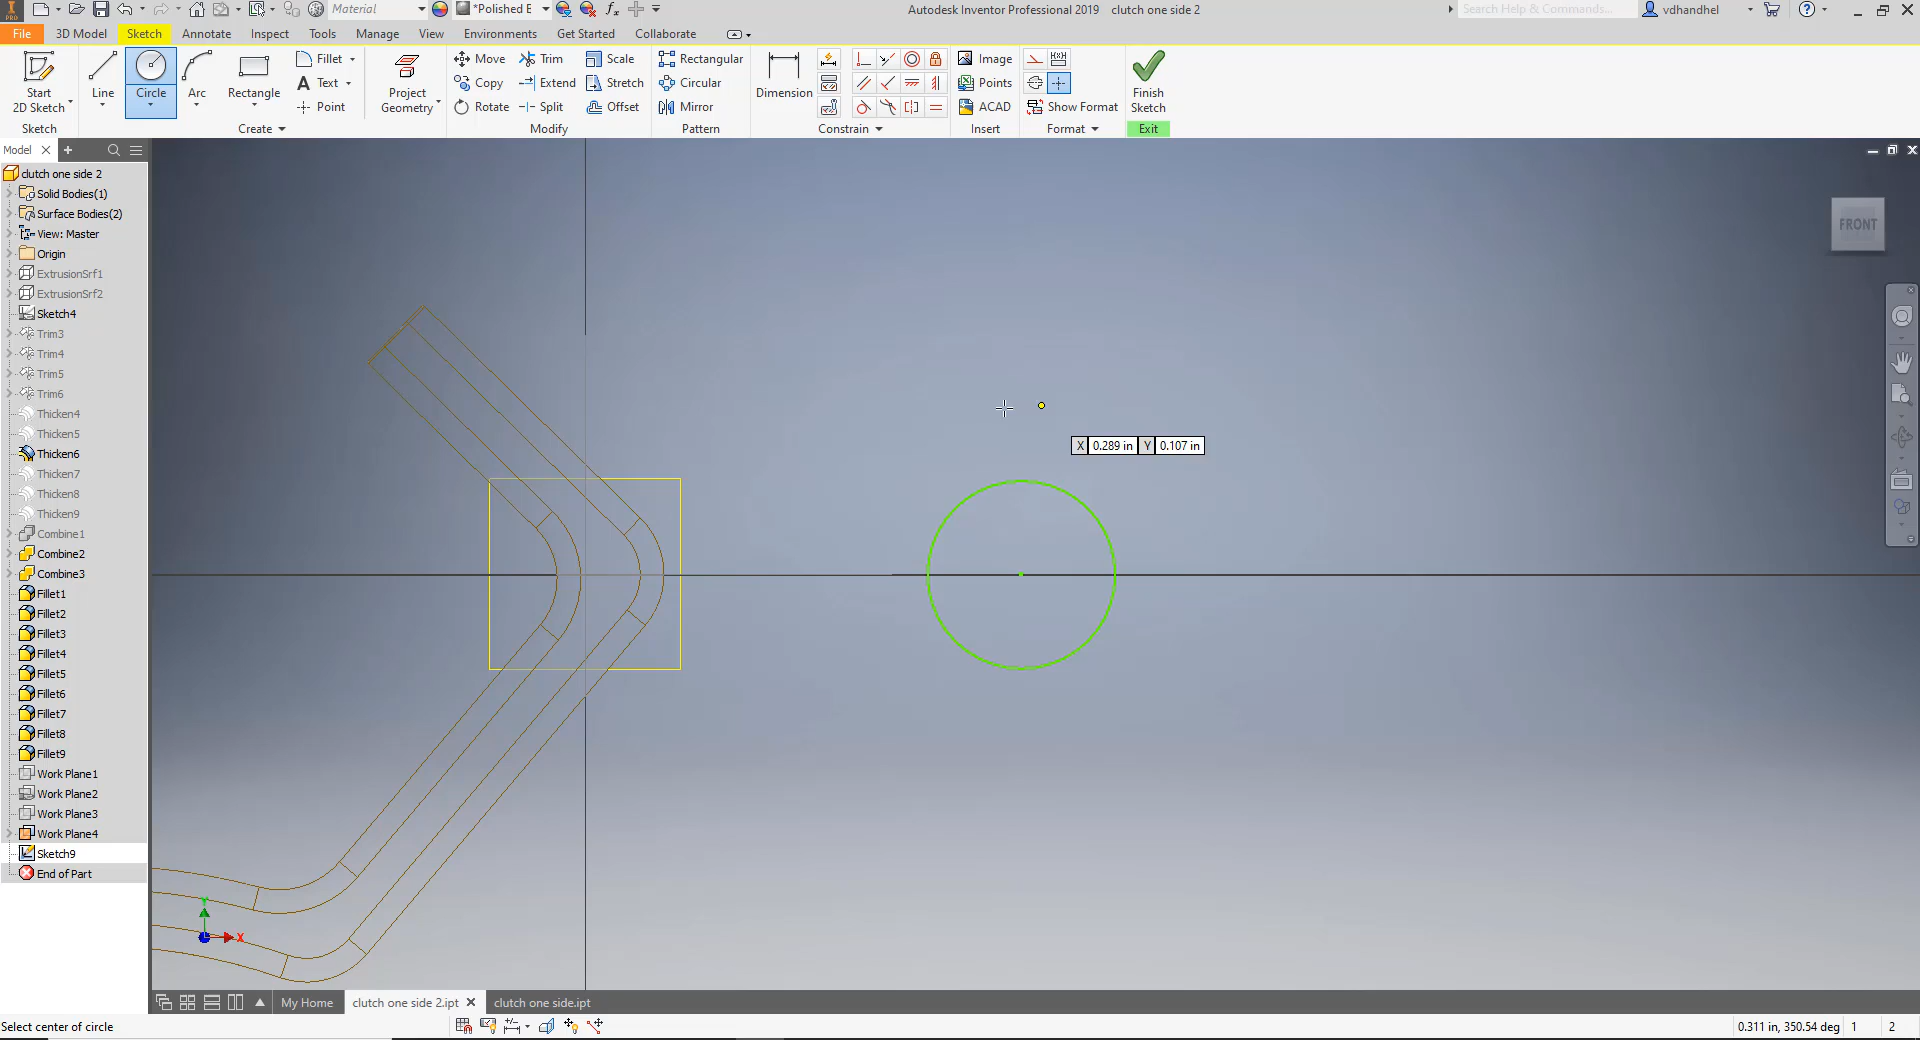 Material
*Polished E
Autodesk Inventor Professional 2019 clutch one side 2
Search Help & Commands...
vdhandhel
PRO
File
3D Model
Sketch
Annotate
Inspect
Tools
Manage
View
Environments
Get Started
Collaborate
Start
2D Sketch
Line
Circle
Arc
Rectangle
Fillet
Text
Point
Project
Geometry
Move
Copy
Rotate
Trim
Extend
Split
Scale
Stretch
Offset
Rectangular
Circular
Mirror
Dimension
Image
Points
ACAD
Show Format
Finish
Sketch
Sketch
Create
Modify
Pattern
Constrain
Insert
Format
Exit
Model
clutch one side 2
Solid Bodies(1)
Surface Bodies(2)
View: Master
Origin
ExtrusionSrf1
ExtrusionSrf2
Sketch4
Trim3
Trim4
Trim5
Trim6
Thicken4
Thicken5
Thicken6
Thicken7
Thicken8
Thicken9
Combine1
Combine2
Combine3
Fillet1
Fillet2
Fillet3
Fillet4
Fillet5
Fillet6
Fillet7
Fillet8
Fillet9
Work Plane1
Work Plane2
Work Plane3
Work Plane4
Sketch9
End of Part
FRONT
X 0.289 in Y 0.107 in
Y
X
My Home
clutch one side 2.ipt
clutch one side.ipt
Select center of circle
0.311 in, 350.54 deg 1 2